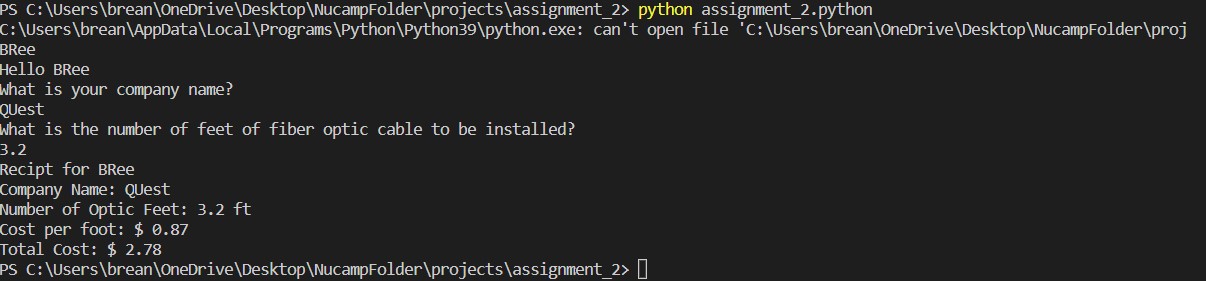 PS C:\Users\brean\OneDrive\Desktop\NucampFolder\projects\assignment_2> python assignment_2.python
C:\Users\brean\AppData\Local\Programs\Python\Python39\python.exe: can't open file 'C:\Users\brean\OneDrive\Desktop\NucampFolder\proj
BRee
Hello BRee
What is your company name?
QUest
What is the number of feet of fiber optic cable to be installed?
3.2
Recipt for BRee
Company Name: QUest
Number of Optic Feet: 3.2 ft
Cost per foot: $ 0.87
Total Cost: $ 2.78
PS C:\Users\brean\OneDrive\Desktop\NucampFolder\projects\assignment_2>